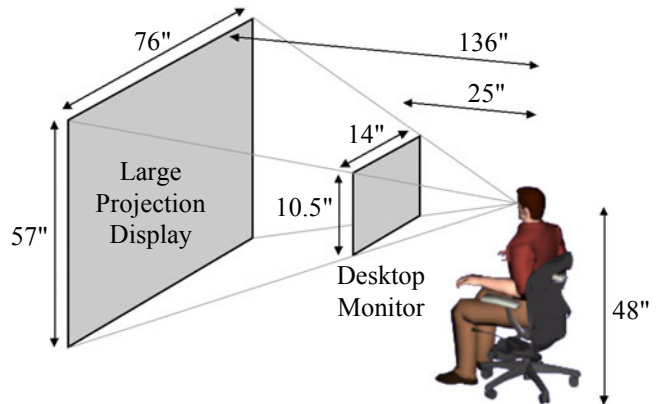 76"
136"
25"
14"
Large
Projection
Display
10.5"
57"
Desktop
Monitor
48"